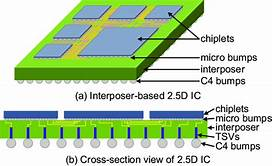 chiplets
micro bumps
interposer
C4 bumps
(a) Interposer-based 2.5D IC
chiplets
micro bumps
interposer
TSVs
C4 bumps
(b) Cross-section view of 2.5D IC